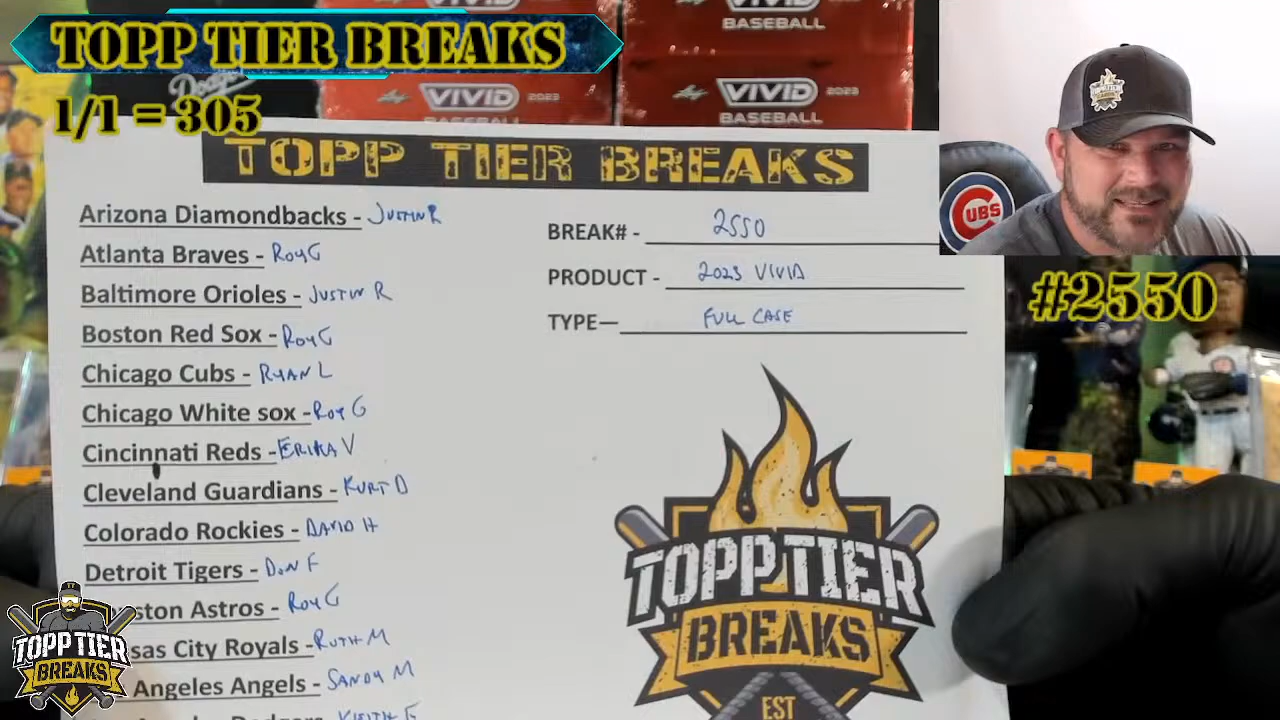 TOPP TIER BREAKS
1/1 = 305
VIVID
BASEBALL
VIVID 2023
VIVID 2023
BASEBALL
Dodgers
TOPP TIER BREAKS
Arizona Diamondbacks - JUSTIN R
Atlanta Braves - ROY G
Baltimore Orioles - JUSTIN R
Boston Red Sox - ROY G
Chicago Cubs - RYAN L
Chicago White sox - ROY G
Cincinnati Reds - ERIKA V
Cleveland Guardians - KURT D
Colorado Rockies - DAVID H
Detroit Tigers - DON F
ston Astros - ROY G
sas City Royals - RUTH M
Angeles Angels - SANDY M
BREAK# - 2550
PRODUCT - 2023 VIVID
TYPE— FULL CASE
TOPP TIER
BREAKS
EST
CUBS
#2550
TOPP TIER
BREAKS